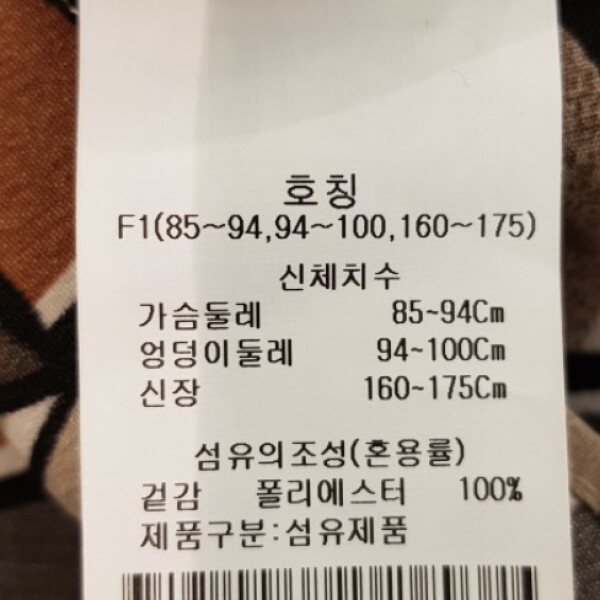 호칭
F1(85~94,94~100,160~175)
신체치수
가슴둘레 85~94Cm
엉덩이둘레 94~100Cm
신장 160~175Cm
섬유의조성(혼용률)
겉감 폴리에스터 100%
제품구분:섬유제품